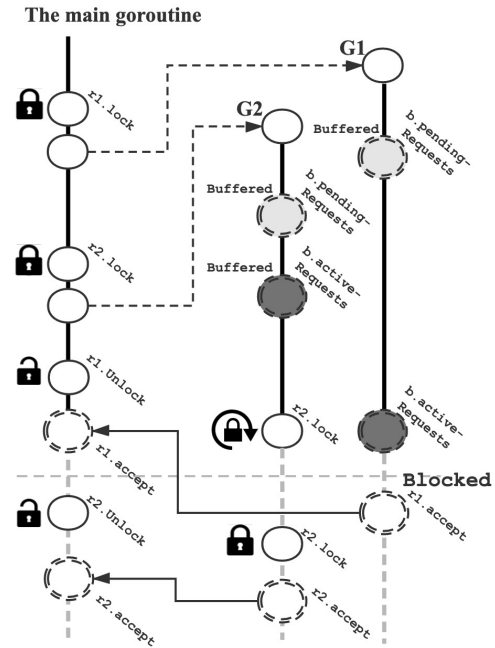 The main goroutine
G1
r1.lock
G2
Buffered
b.pending-
Requests
Buffered
b.pending-
Requests
r2.lock
Buffered
b.active-
Requests
r1.Unlock
r2.lock
b.active-
Requests
r1.accept
Blocked
r1.accept
r2.Unlock
r2.lock
r2.accept
r2.accept